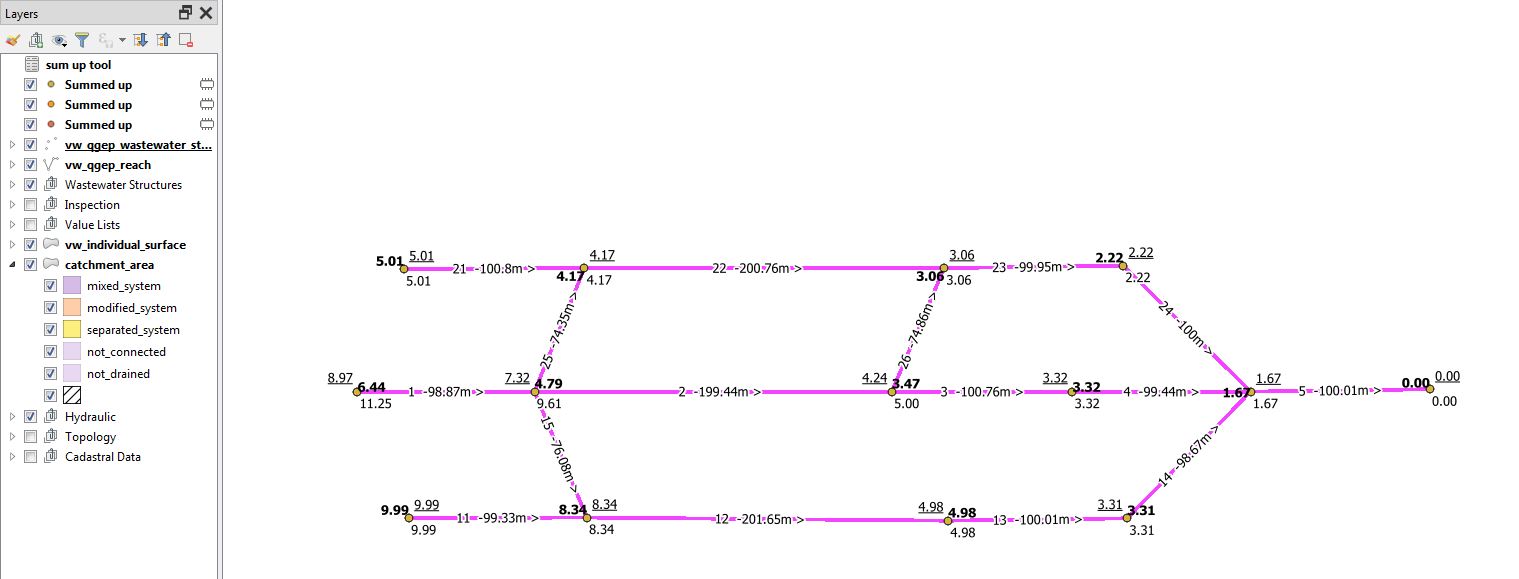 Layers
sum up tool
Summed up
Summed up
Summed up
vw_qgep_wastewater_st...
vw_qgep_reach
Wastewater Structures
Inspection
Value Lists
vw_individual_surface
catchment_area
mixed_system
modified_system
separated_system
not_connected
not_drained
Hydraulic
Topology
Cadastral Data
5.01 5.01
5.01
21 -100.8m>
4.17
4.17 4.17
22 -200.76m>
3.06
3.06 3.06
23 -99.95m>
2.22 2.22
2.22
24 -100m>
25 -74.35m>
26 -74.86m>
8.97 6.44
11.25
1 -98.87m>
7.32 4.79
9.61
2 -199.44m>
4.24 3.47
5.00
3 -100.76m>
3.32 3.32
3.32
4 -99.44m>
1.67
1.67 1.67
5 -100.01m>
0.00 0.00
0.00
15 -76.08m>
14 -98.67m>
9.99 9.99
9.99
11 -99.33m>
8.34 8.34
8.34
12 -201.65m>
4.98 4.98
4.98
13 -100.01m>
3.31 3.31
3.31